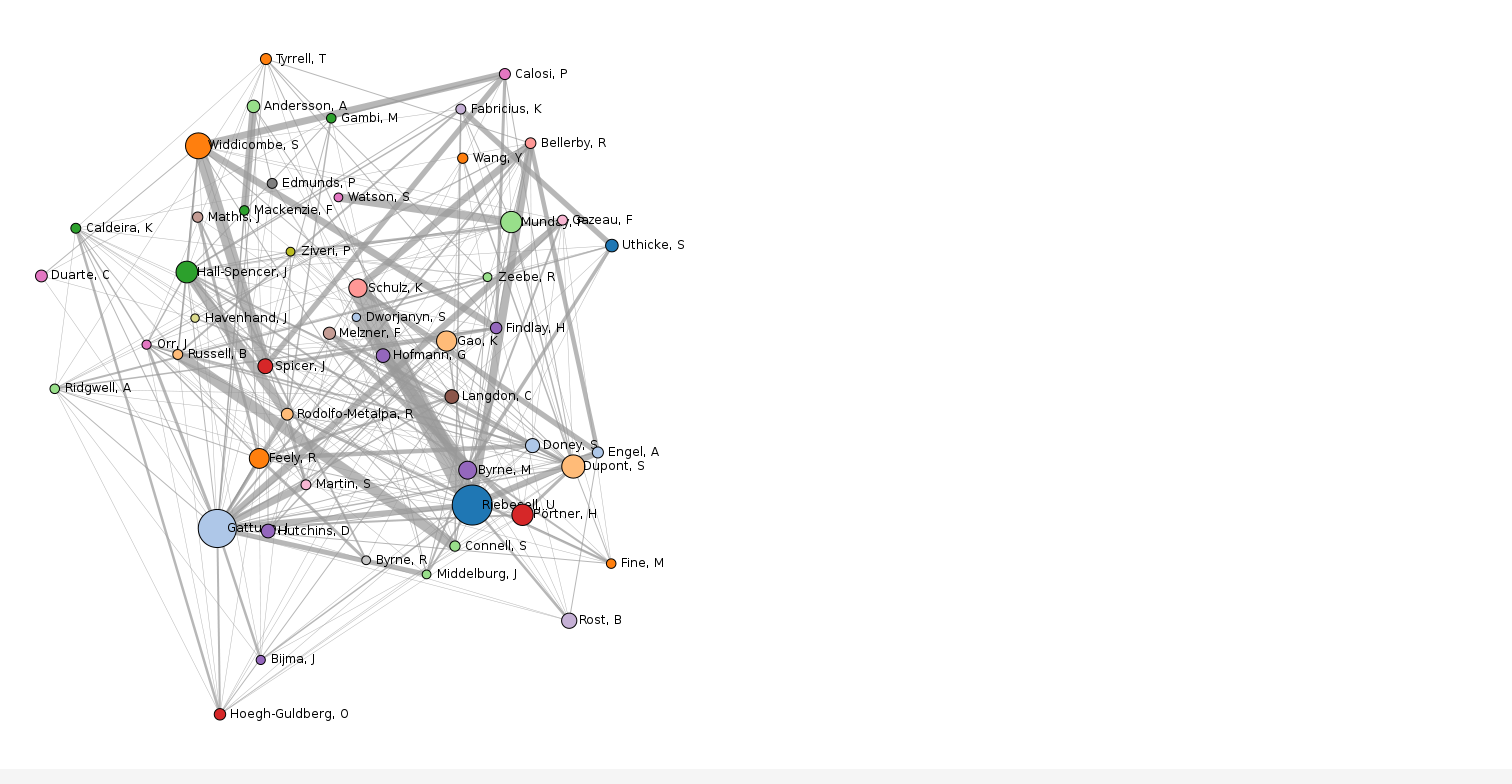 Tyrrell, T
Calosi, P
Andersson, A
Fabricius, K
Gambi, M
Bellerby, R
Widdicombe, S
Wang, Y
Edmunds, P
Watson, S
Mackenzie, F
Mathis, J
Munday, P
Gazeau, F
Caldeira, K
Uthicke, S
Ziveri, P
Duarte, C
Hall-Spencer, J
Zeebe, R
Schulz, K
Havenhand, J
Dworjanyn, S
Findlay, H
Melzner, F
Gao, K
Orr, J
Russell, B
Hofmann, G
Spicer, J
Ridgwell, A
Langdon, C
Rodolfo-Metalpa, R
Doney, S
Engel, A
Feely, R
Dupont, S
Byrne, M
Martin, S
Riebesell, U
Portner, H
Gattuso, J
Hutchins, D
Connell, S
Byrne, R
Fine, M
Middelburg, J
Rost, B
Bijma, J
Hoegh-Guldberg, O